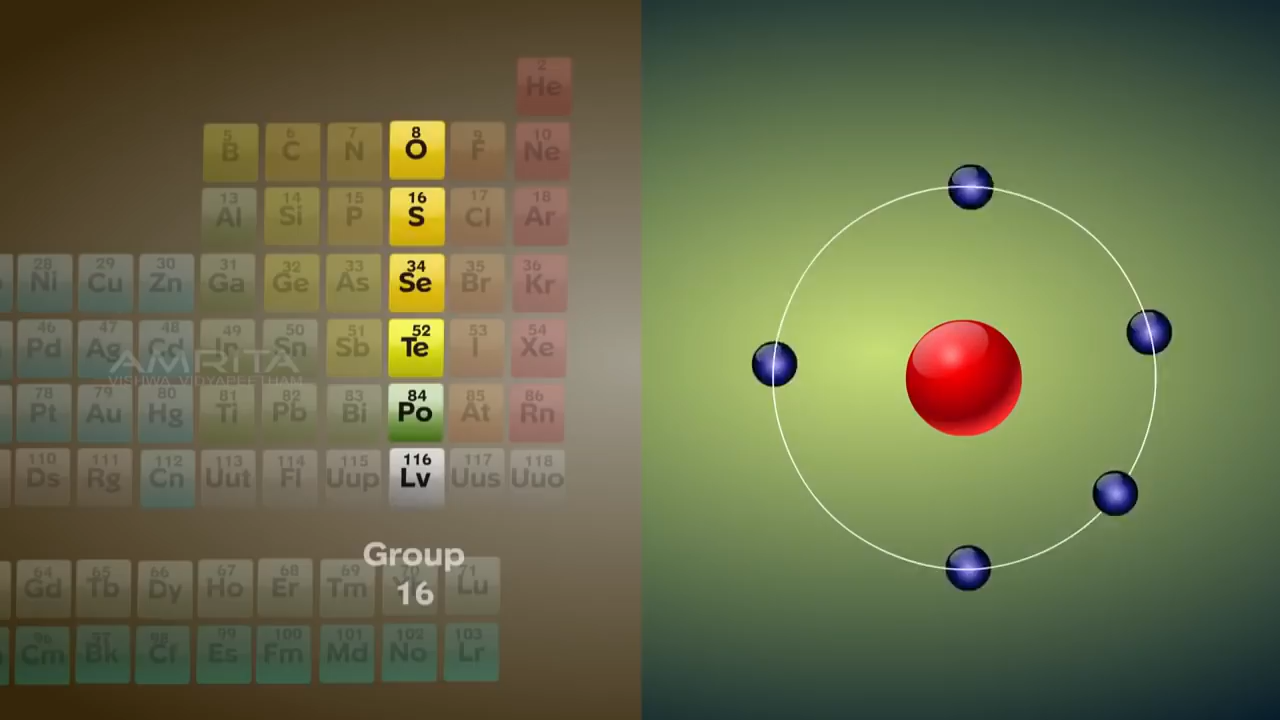 2
He
5 6 7 8 9 10
B C N O F Ne
13 14 15 16 17 18
Al Si P S Cl Ar
28 29 30 31 32 33 34 35 36
Ni Cu Zn Ga Ge As Se Br Kr
46 47 48 49 50 51 52 53 54
Pd Ag Cd In Sn Sb Te I Xe
AMRITA
VISHWA VIDYAPEETHAM
78 79 80 81 82 83 84 85 86
Pt Au Hg Tl Pb Bi Po At Rn
110 111 112 113 114 115 116 117 118
Ds Rg Cn Uut Fl Uup Lv Uus Uuo
Group
16
64 65 66 67 68 69 70 71
Gd Tb Dy Ho Er Tm Yb Lu
96 97 98 99 100 101 102 103
Cm Bk Cf Es Fm Md No Lr